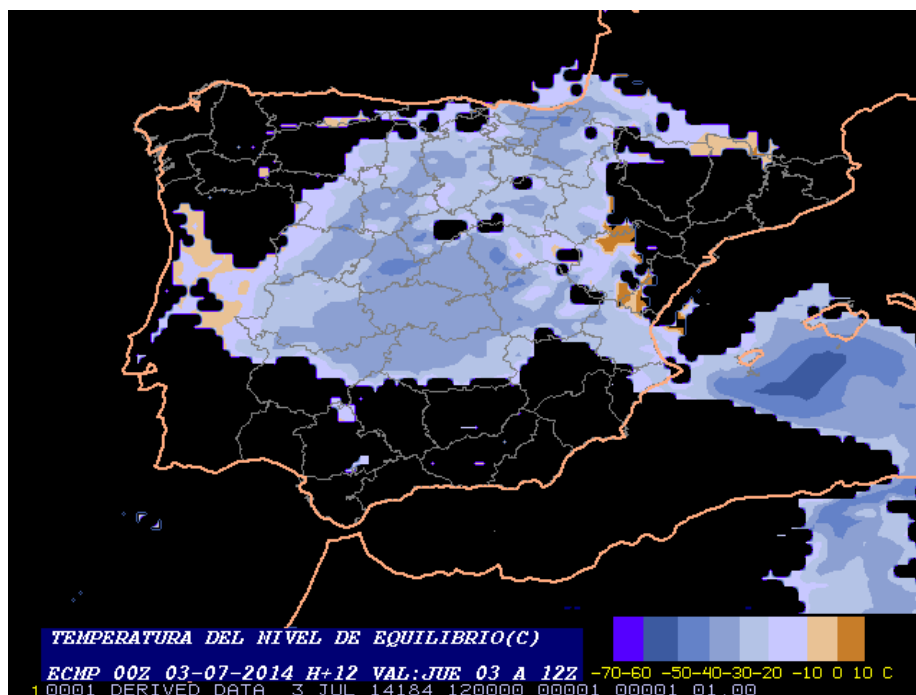 TEMPERATURA DEL NIVEL DE EQUILIBRIO(C)
ECMP 00Z 03-07-2014 H+12 VAL:JUE 03 A 12Z
-70-60 -50-40-30-20 -10 0 10 C
1 0001 DERIVED DATA 3 JUL 14184 120000 00001 00001 01.00